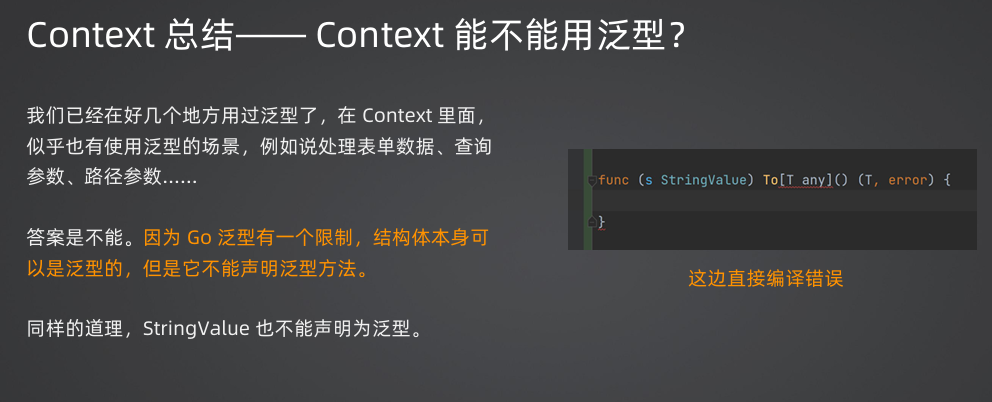 Context 总结—— Context 能不能用泛型？
我们已经在好几个地方用过泛型了，在 Context 里面，
似乎也有使用泛型的场景，例如说处理表单数据、查询
参数、路径参数......
答案是不能。因为 Go 泛型有一个限制，结构体本身可
以是泛型的，但是它不能声明泛型方法。
同样的道理，StringValue 也不能声明为泛型。
func (s StringValue) To[T any]() (T, error) {
}
这边直接编译错误